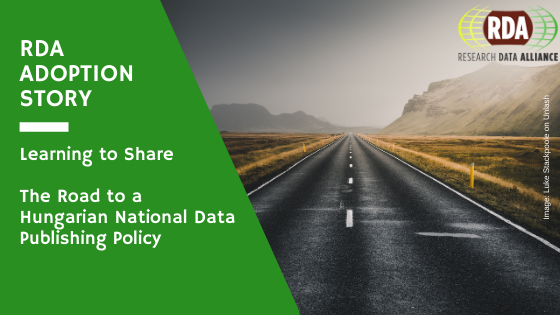 RDA
ADOPTION
STORY
Learning to Share
The Road to a
Hungarian National Data
Publishing Policy
RDA
RESEARCH DATA ALLIANCE
Image: Luke Stackpoole on Unlash